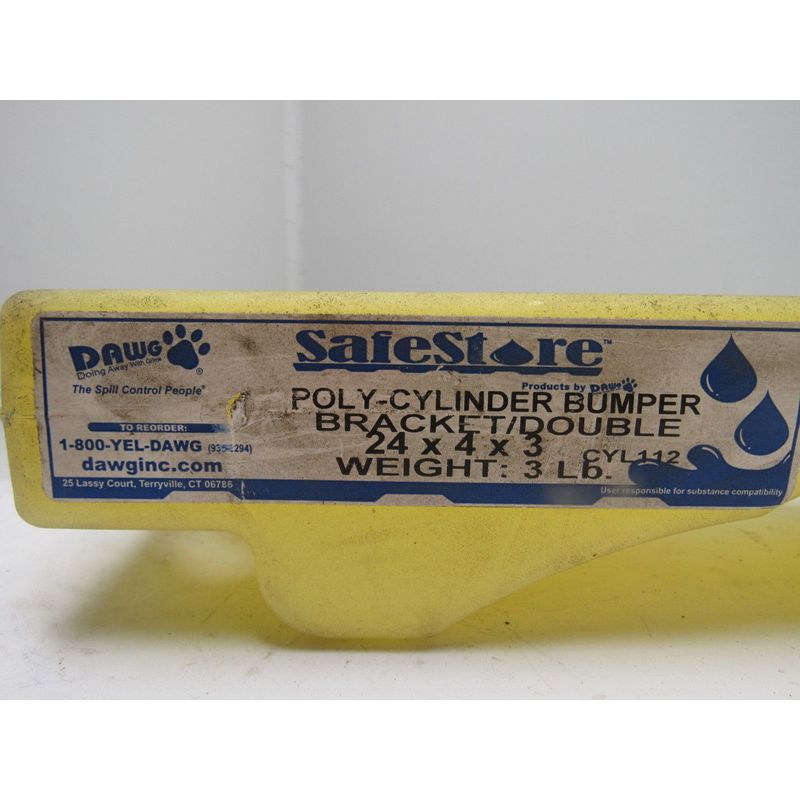 DAWG®
Doing Away With Grime
The Spill Control People®
TO REORDER:
1-800-YEL-DAWG (935-3294)
dawginc.com
25 Lassy Court, Terryville, CT 06786
SafeStore™
Products by DAWG
POLY-CYLINDER BUMPER
BRACKET/DOUBLE
24 x 4 x 3 CYL112
WEIGHT: 3 Lb.
User responsible for substance compatibility